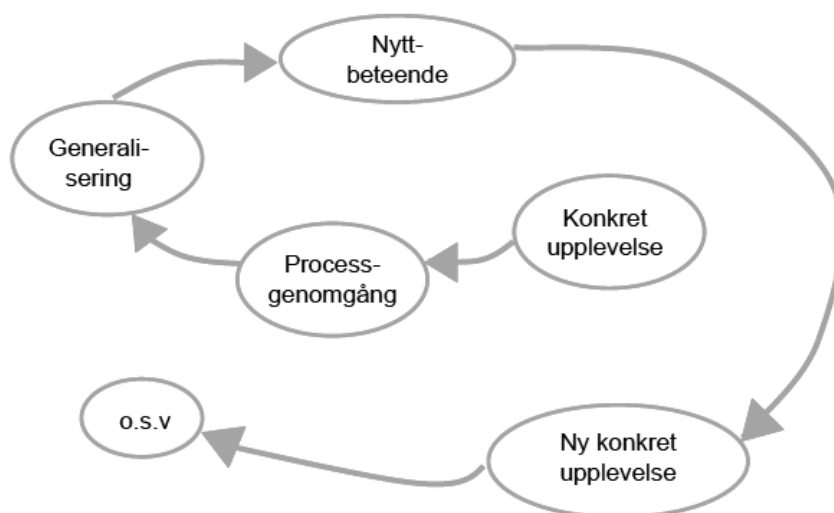 Nytt-
beteende
Generali-
sering
Konkret
upplevelse
Process-
genomgång
o.s.v
Ny konkret
upplevelse